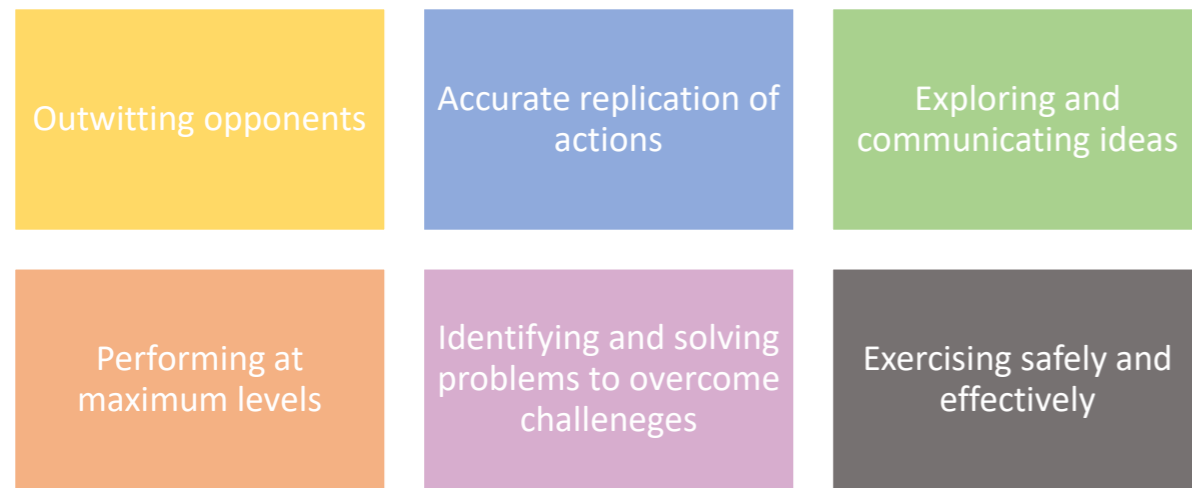 Outwitting opponents
Accurate replication of
actions
Exploring and
communicating ideas
Performing at
maximum levels
Identifying and solving
problems to overcome
challeneges
Exercising safely and
effectively